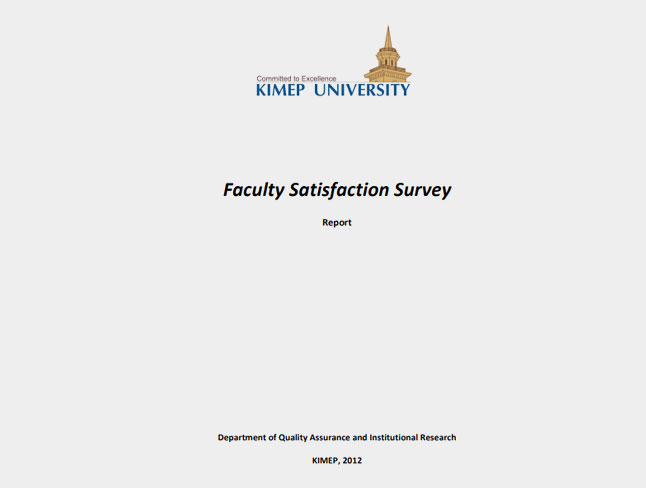 Committed to Excellence
KIMEP UNIVERSITY
Faculty Satisfaction Survey
Report
Department of Quality Assurance and Institutional Research
KIMEP, 2012